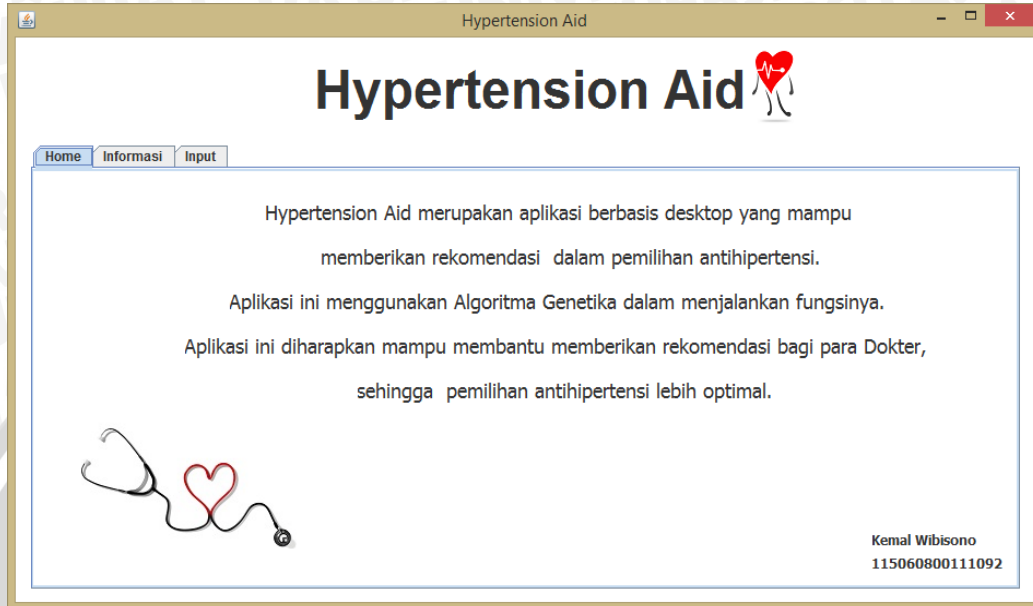 Hypertension Aid
Hypertension Aid
Home Informasi Input
Hypertension Aid merupakan aplikasi berbasis desktop yang mampu
memberikan rekomendasi dalam pemilihan antihipertensi.
Aplikasi ini menggunakan Algoritma Genetika dalam menjalankan fungsinya.
Aplikasi ini diharapkan mampu membantu memberikan rekomendasi bagi para Dokter,
sehingga pemilihan antihipertensi lebih optimal.
Kemal Wibisono
115060800111092